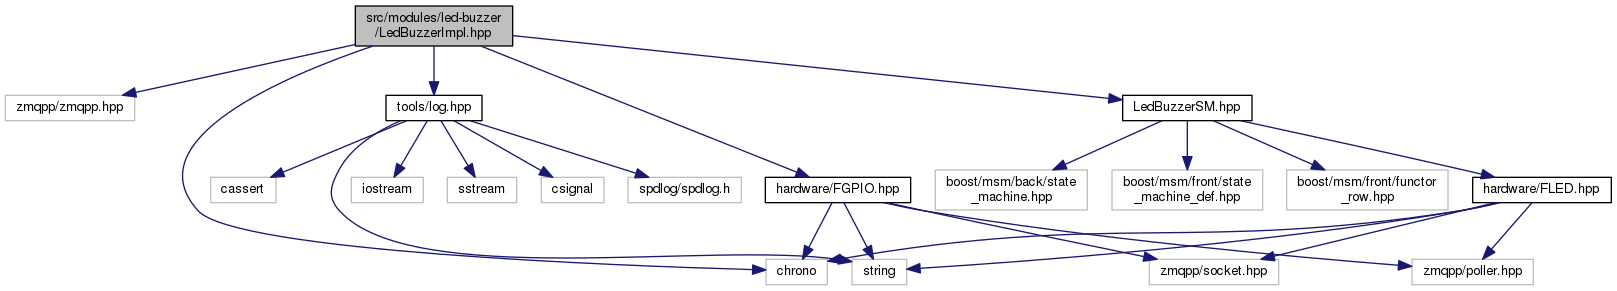 src/modules/led-buzzer
/LedBuzzerImpl.hpp
zmqpp/zmqpp.hpp
tools/log.hpp
LedBuzzerSM.hpp
cassert
iostream
sstream
csignal
spdlog/spdlog.h
hardware/FGPIO.hpp
boost/msm/back/state
_machine.hpp
boost/msm/front/state
_machine_def.hpp
boost/msm/front/functor
_row.hpp
hardware/FLED.hpp
chrono
string
zmqpp/socket.hpp
zmqpp/poller.hpp